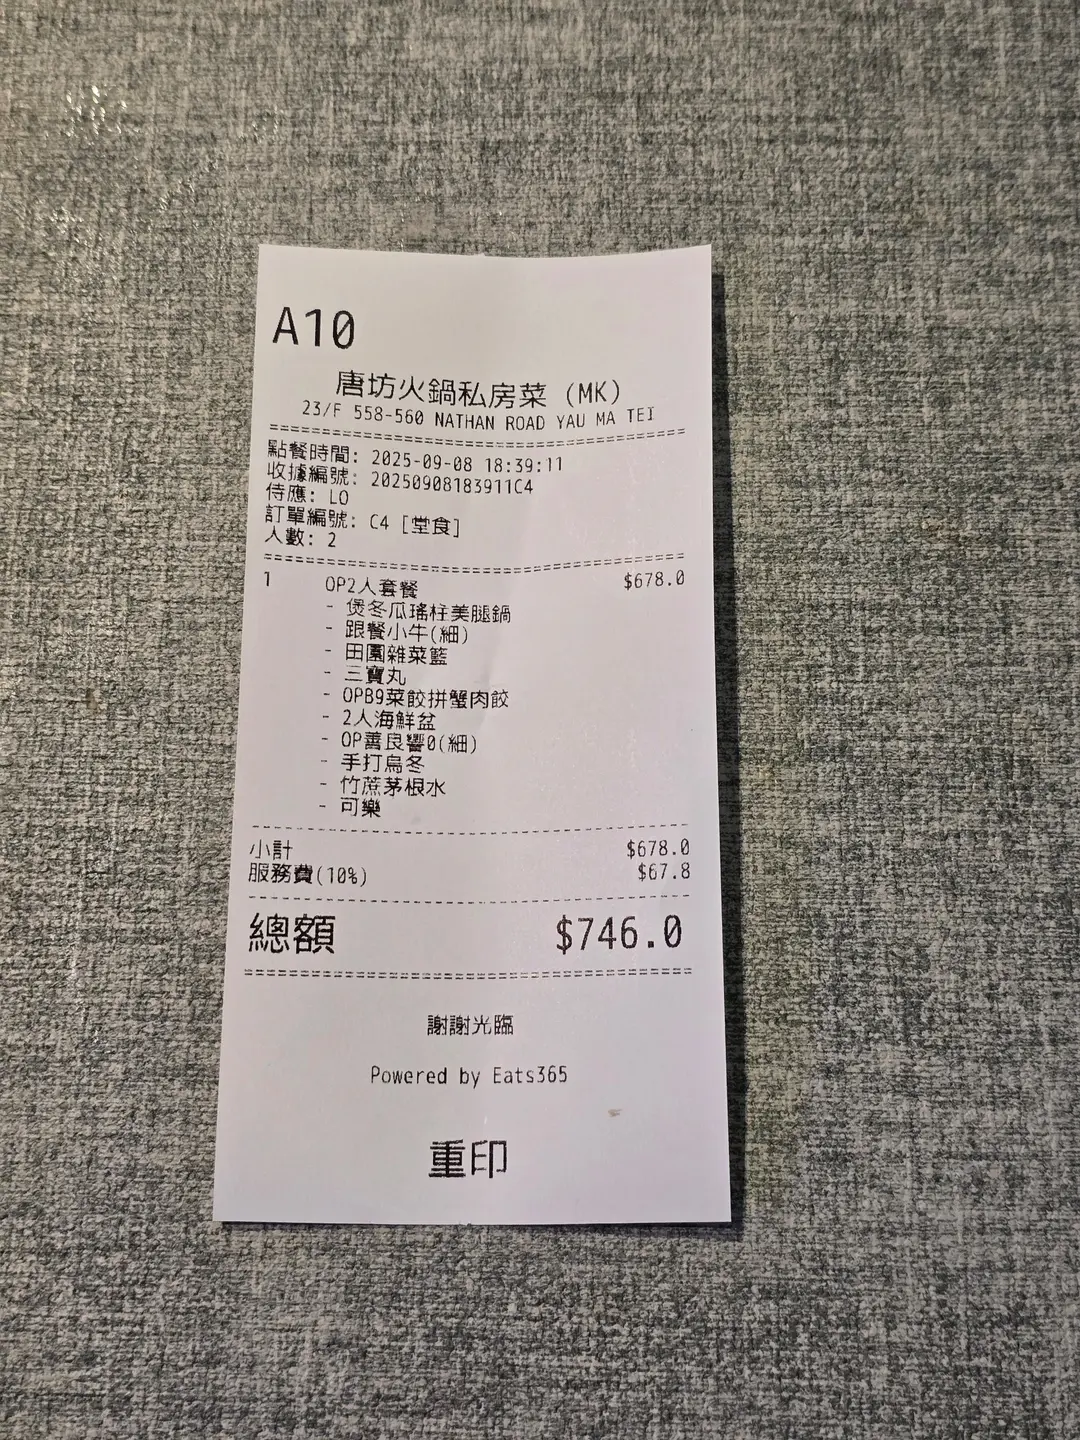 A10
唐坊火鍋私房菜 (MK)
23/F 558-560 NATHAN ROAD YAU MA TEI
點餐時間: 2025-09-08 18:39:11
收據編號: 20250908183911C4
侍應: LO
訂單編號: C4 [堂食]
人數: 2
1 OP2人套餐 $678.0
- 煲冬瓜瑤柱美腿鍋
- 跟餐小牛(細)
- 田園雜菜籃
- 三寶丸
- OPB9菜餃拼蟹肉餃
- 2人海鮮盆
- OP善良響0(細)
- 手打烏冬
- 竹蔗茅根水
- 可樂
小計 $678.0
服務費(10%) $67.8
總額 $746.0
謝謝光臨
Powered by Eats365
重印